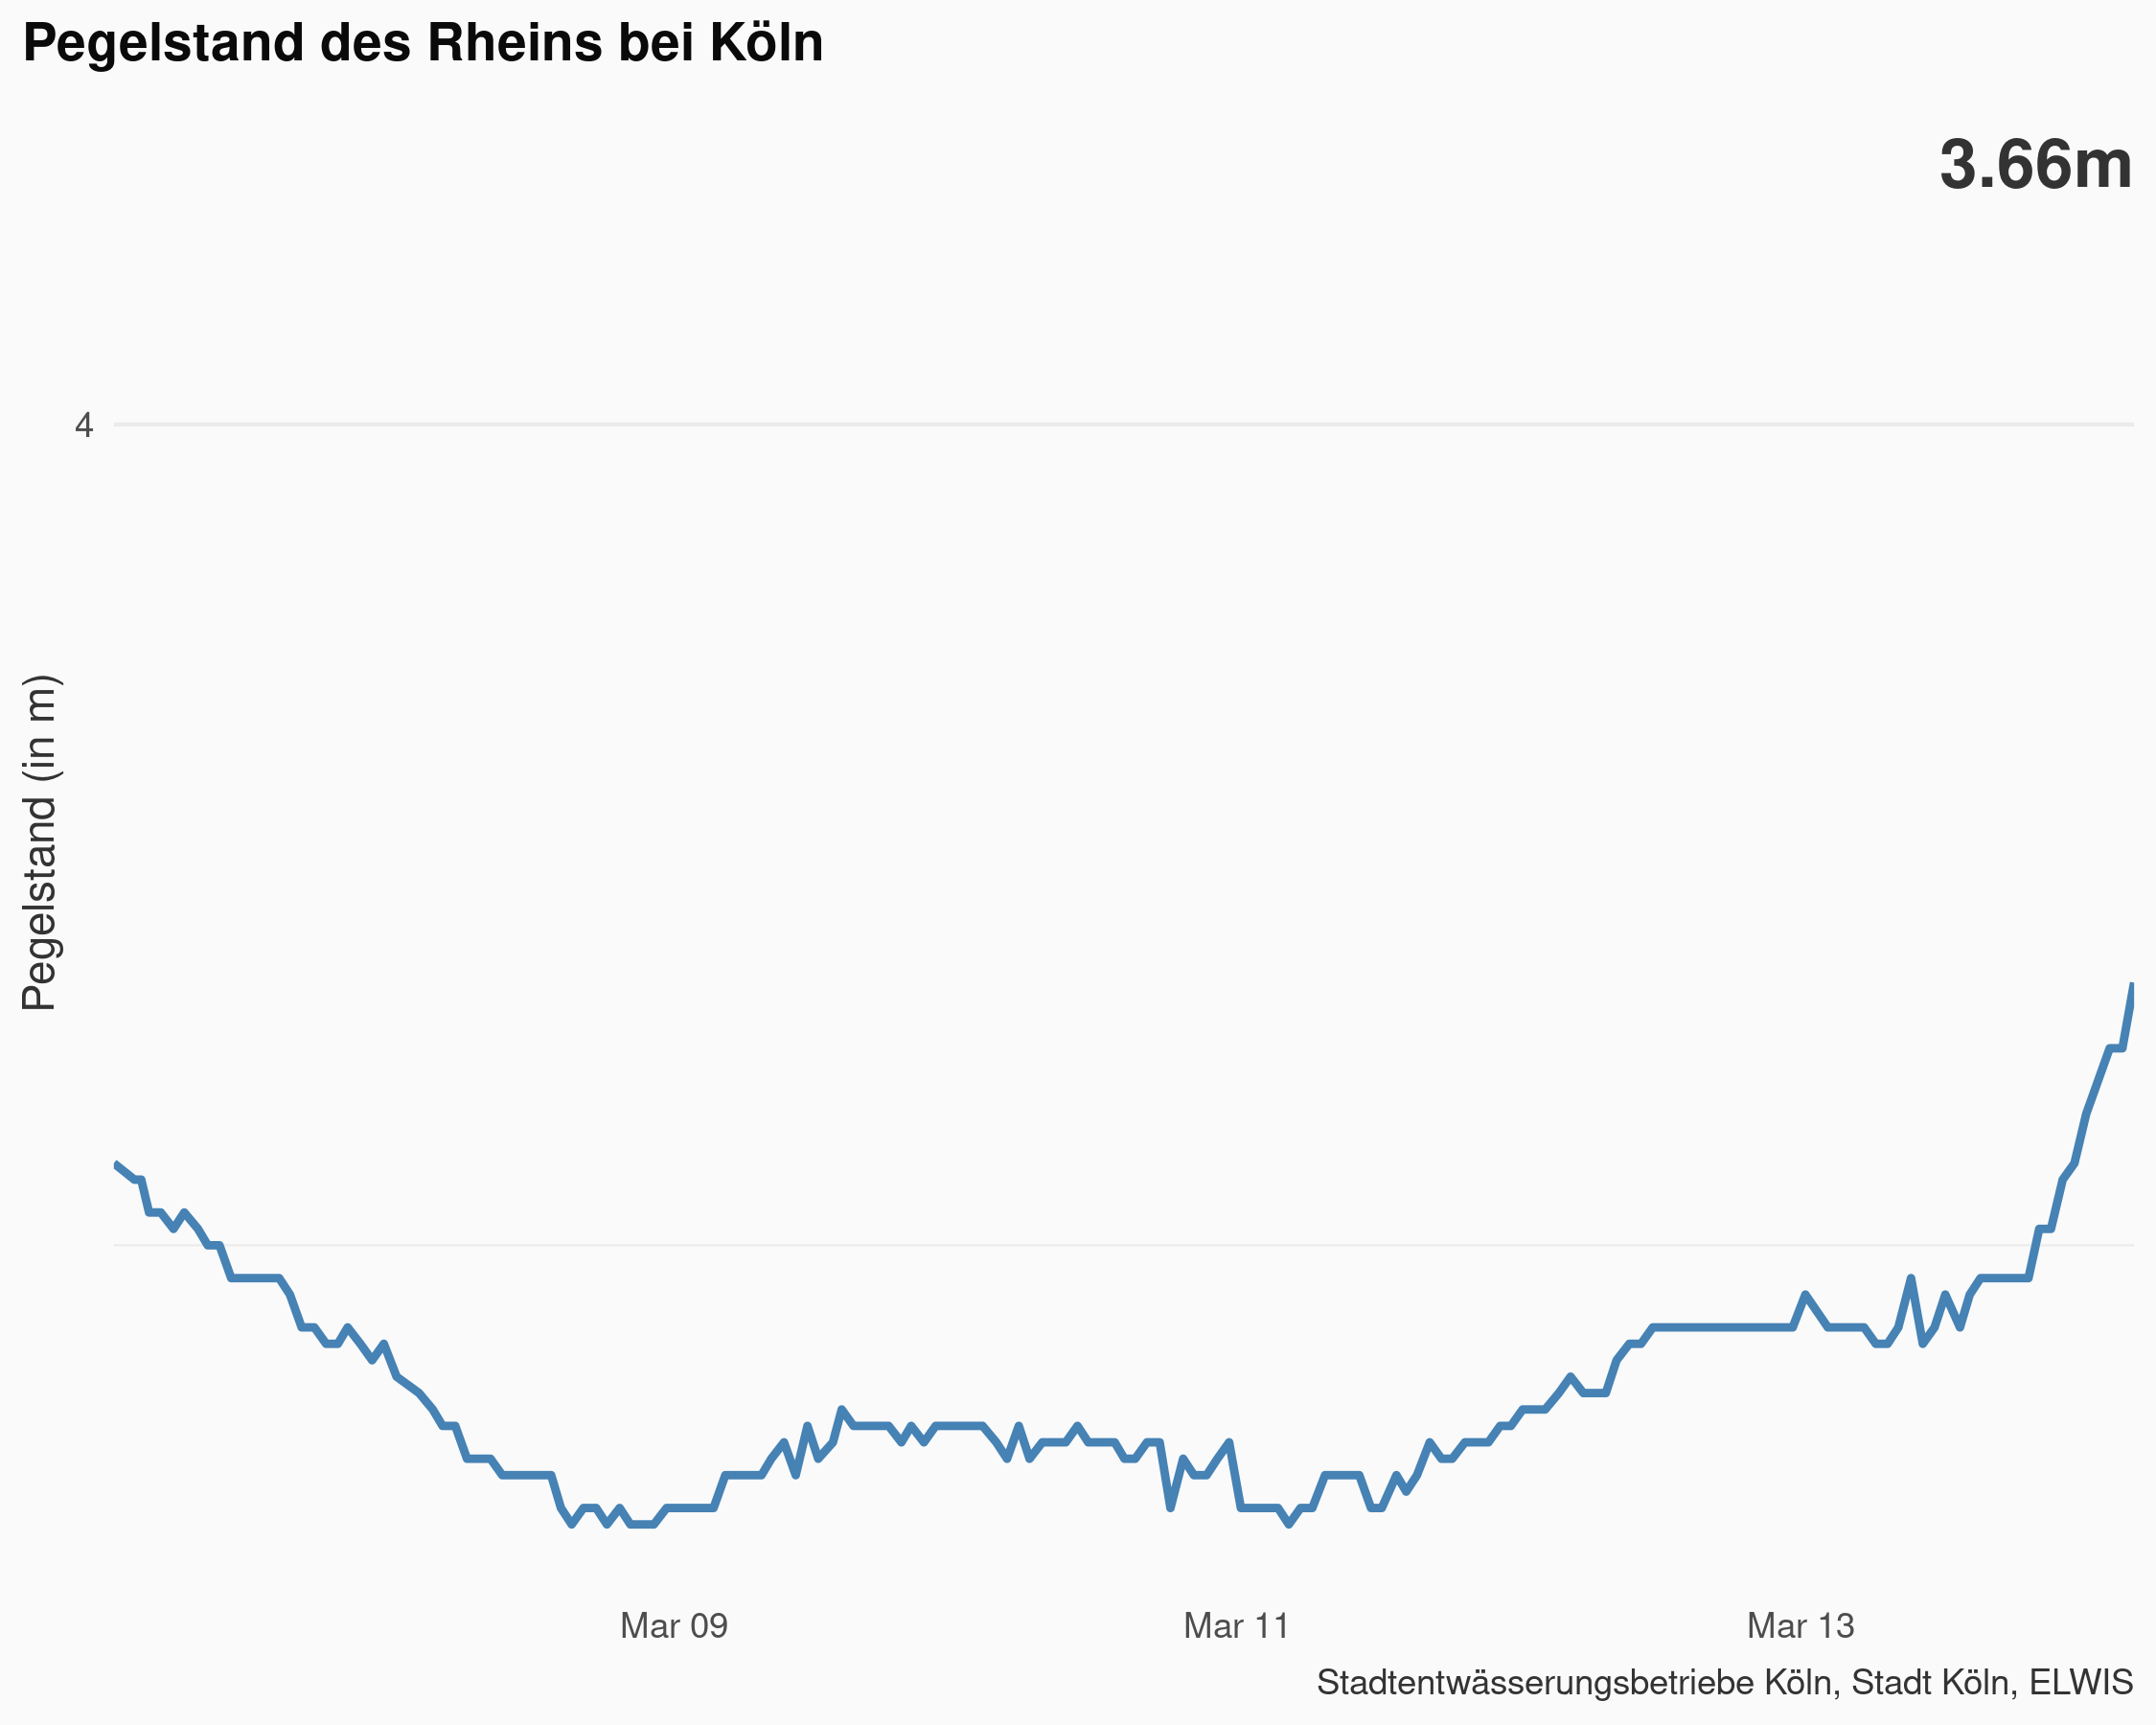 Pegelstand des Rheins bei Köln
3.66m
4
Pegelstand (in m)
Mar 09
Mar 11
Mar 13
Stadtentwässerungsbetriebe Köln, Stadt Köln, ELWIS